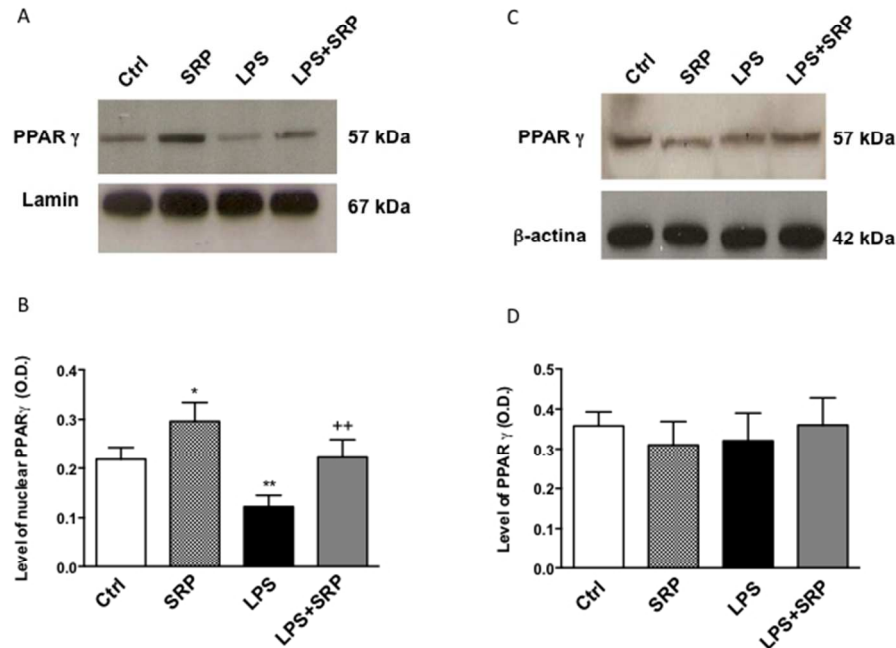 A
Ctrl SRP LPS LPS+SRP
PPAR γ 57 kDa
Lamin 67 kDa
C
Ctrl SRP LPS LPS+SRP
PPAR γ 57 kDa
β-actina 42 kDa
B
Level of nuclear PPARγ (O.D.)
0.4
0.3
0.2
0.1
0.0
* ** ++
Ctrl SRP LPS LPS+SRP
D
Level of PPAR γ (O.D.)
0.5
0.4
0.3
0.2
0.1
0.0
Ctrl SRP LPS LPS+SRP